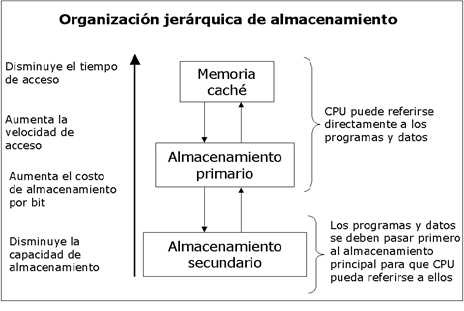 Organización jerárquica de almacenamiento
Disminuye el tiempo
de acceso
Aumenta la
velocidad de
acceso
Aumenta el costo
de almacenamiento
por bit
Disminuye la
capacidad de
almacenamiento
Memoria
caché
Almacenamiento
primario
Almacenamiento
secundario
CPU puede referirse
directamente a los
programas y datos
Los programas y datos
se deben pasar primero
al almacenamiento
principal para que CPU
pueda referirse a ellos